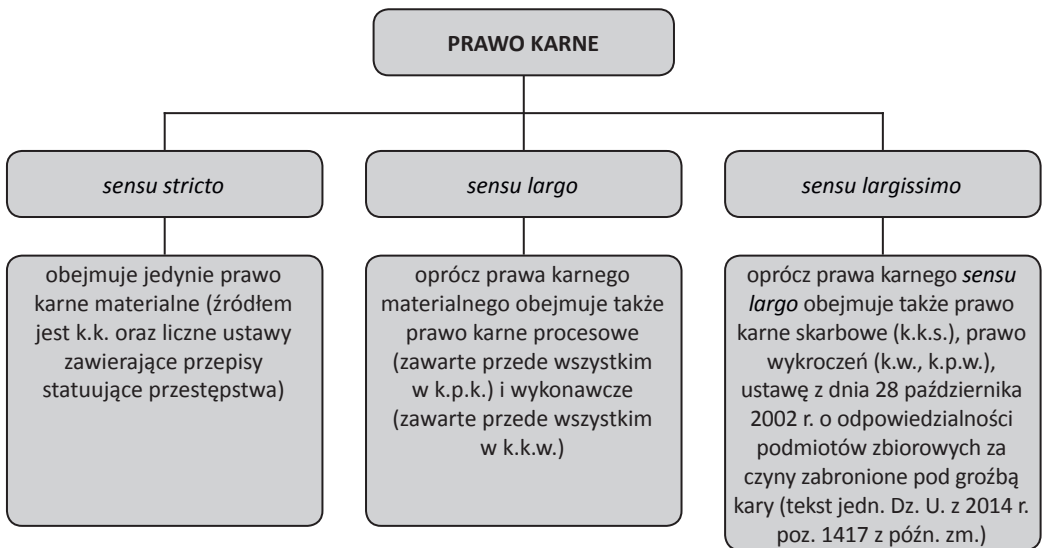 PRAWO KARNE
sensu stricto
obejmuje jedynie prawo
karne materialne (źródłem
jest k.k. oraz liczne ustawy
zawierające przepisy
statuujące przestępstwa)
sensu largo
oprócz prawa karnego
materialnego obejmuje także
prawo karne procesowe
(zawarte przede wszystkim
w k.p.k.) i wykonawcze
(zawarte przede wszystkim
w k.k.w.)
sensu largissimo
oprócz prawa karnego sensu
largo obejmuje także prawo
karne skarbowe (k.k.s.), prawo
wykroczeń (k.w., k.p.w.),
ustawę z dnia 28 października
2002 r. o odpowiedzialności
podmiotów zbiorowych za
czyny zabronione pod groźbą
kary (tekst jedn. Dz. U. z 2014 r.
poz. 1417 z późn. zm.)